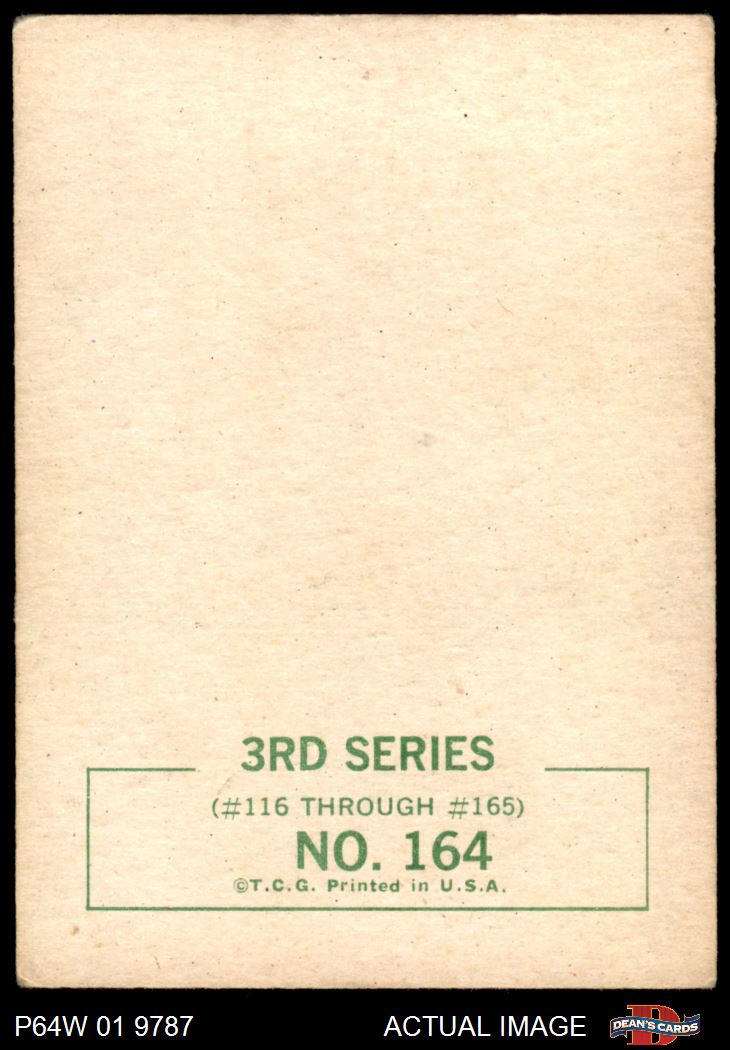 3RD SERIES
(#116 THROUGH #165)
NO. 164
©T.C.G. Printed in U.S.A.
P64W 01 9787
ACTUAL IMAGE
D
DEAN'S CARDS